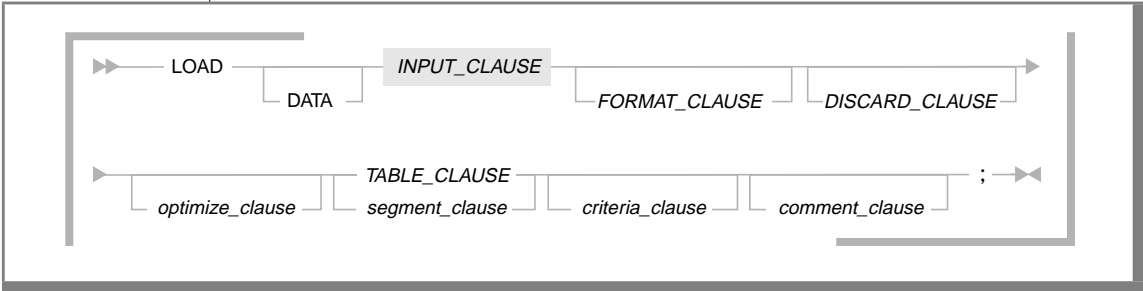 LOAD INPUT_CLAUSE
DATA FORMAT_CLAUSE DISCARD_CLAUSE
TABLE_CLAUSE ;
optimize_clause segment_clause criteria_clause comment_clause